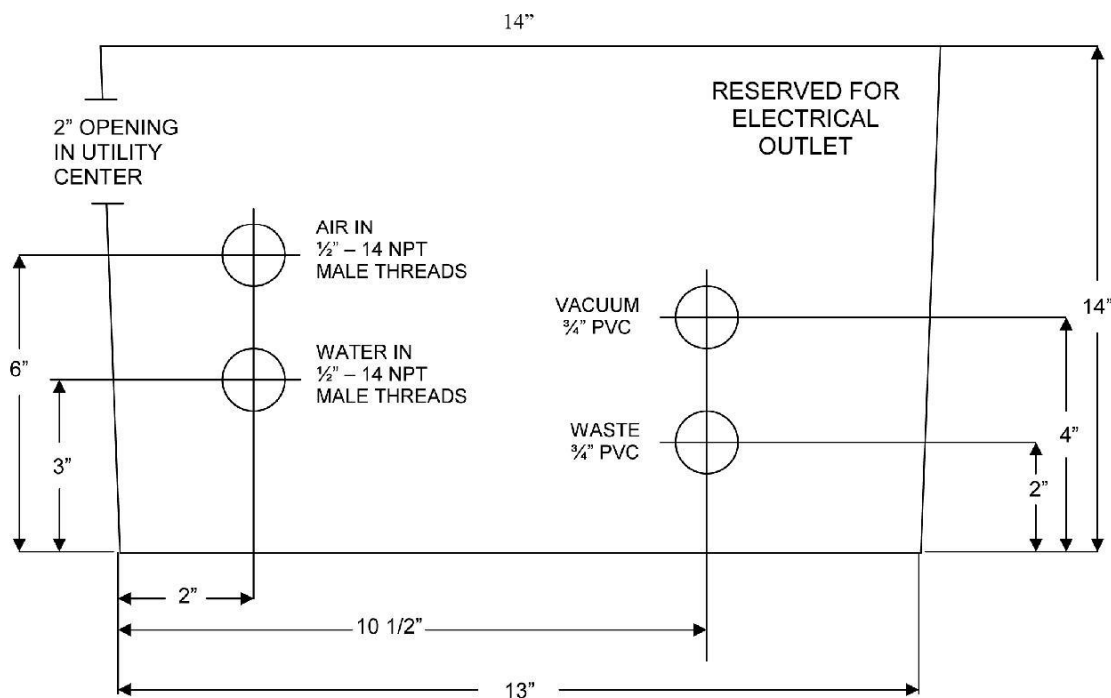 14”
RESERVED FOR
ELECTRICAL
OUTLET
2” OPENING
IN UTILITY
CENTER
AIR IN
½” – 14 NPT
MALE THREADS
VACUUM
¾” PVC
14”
6”
WATER IN
½” – 14 NPT
MALE THREADS
WASTE
¾” PVC
4”
3”
2”
2”
10 1/2”
13”